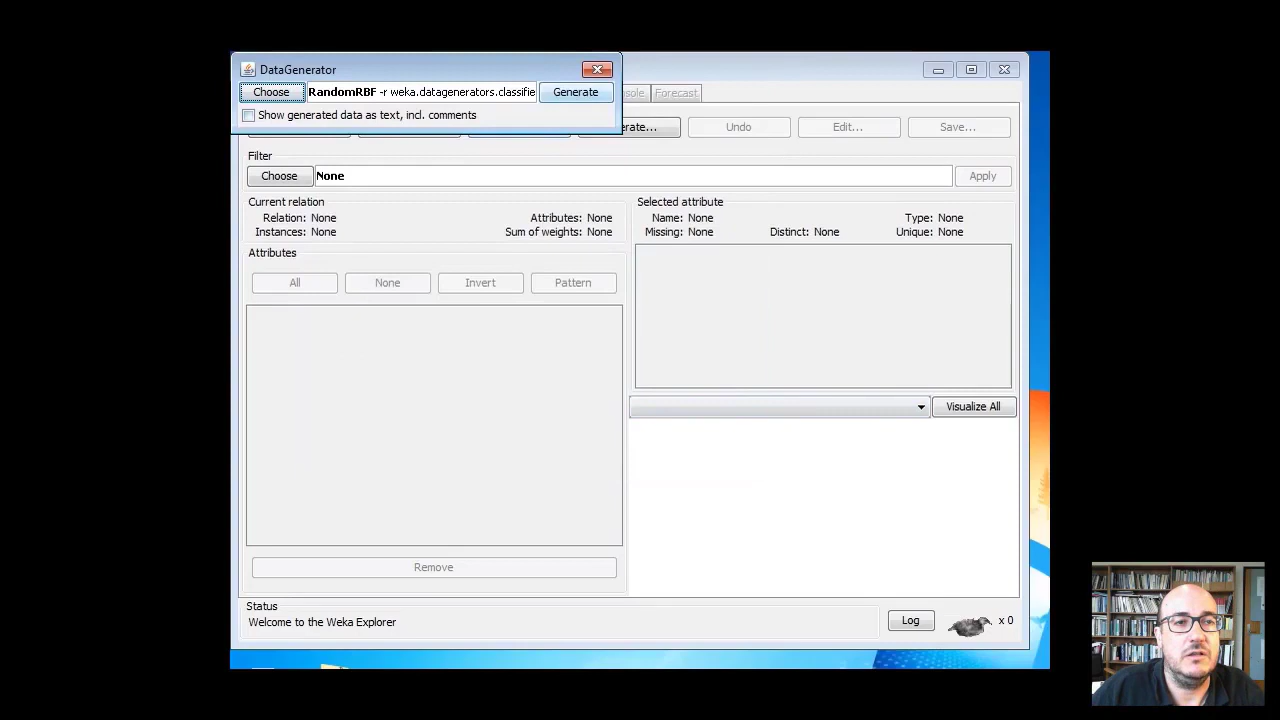 DataGenerator
Choose RandomRBF -r weka.datagenerators.classifie Generate
Show generated data as text, incl. comments
Forecast
Undo Edit... Save...
Filter
Choose None Apply
Current relation
Relation: None Attributes: None
Instances: None Sum of weights: None
Selected attribute
Name: None Type: None
Missing: None Distinct: None Unique: None
Attributes
All None Invert Pattern
Visualize All
Remove
Status
Welcome to the Weka Explorer
Log x 0